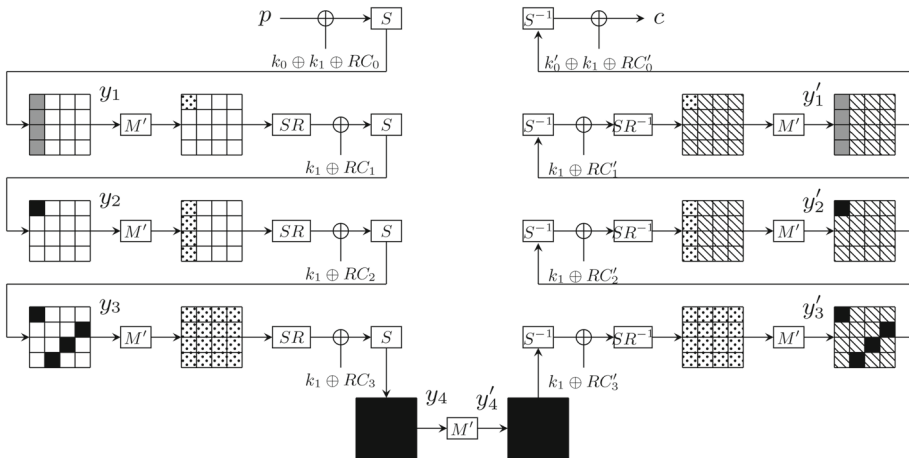 p S S⁻¹ c
k₀ ⊕ k₁ ⊕ RC₀ k′₀ ⊕ k₁ ⊕ RC′₀
y₁ y′₁
M′ SR S S⁻¹ SR⁻¹ M′
k₁ ⊕ RC₁ k₁ ⊕ RC′₁
y₂ y′₂
M′ SR S S⁻¹ SR⁻¹ M′
k₁ ⊕ RC₂ k₁ ⊕ RC′₂
y₃ y′₃
M′ SR S S⁻¹ SR⁻¹ M′
k₁ ⊕ RC₃ k₁ ⊕ RC′₃
y₄ y′₄
M′